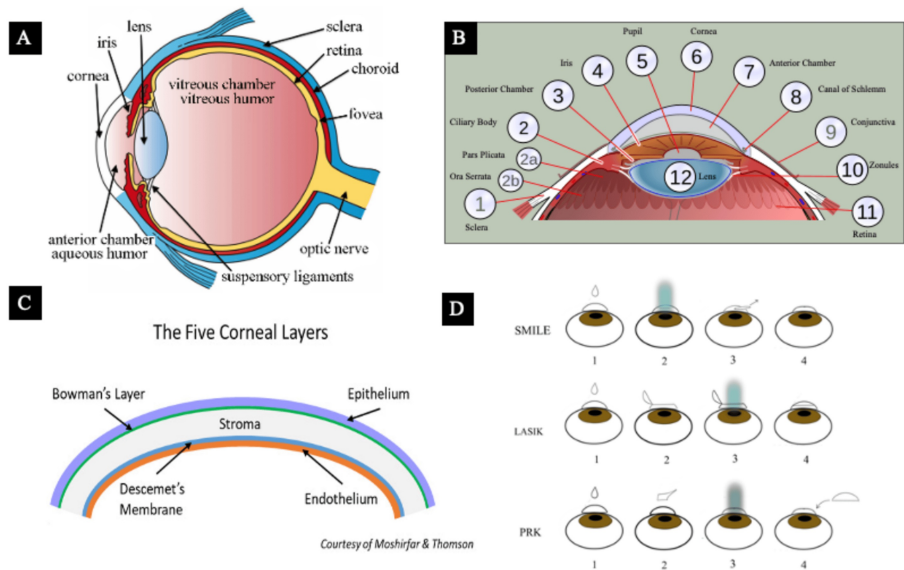 A
lens
iris
cornea
sclera
retina
choroid
vitreous chamber
vitreous humor
fovea
anterior chamber
aqueous humor
suspensory ligaments
optic nerve
B
Pupil
Cornea
Iris
Anterior Chamber
Posterior Chamber
Canal of Schlemm
Ciliary Body
Conjunctiva
Pars Plicata
Zonules
Ora Serrata
Sclera
Lens
Retina
1
2
2a
2b
3
4
5
6
7
8
9
10
11
12
C
The Five Corneal Layers
Bowman's Layer
Epithelium
Stroma
Descemet's
Membrane
Endothelium
Courtesy of Moshirfar & Thomson
D
SMILE
1 2 3 4
LASIK
1 2 3 4
PRK
1 2 3 4